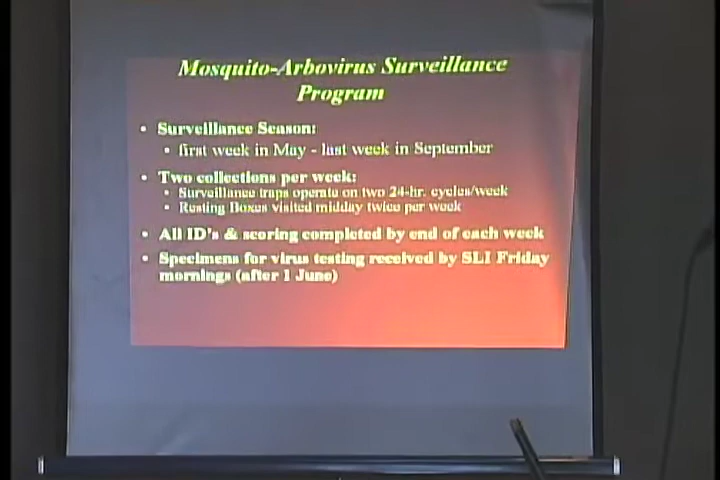 Mosquito-Arbovirus Surveillance
Program
• Surveillance Season:
• first week in May - last week in September
• Two collections per week:
• Surveillance traps operate on two 24-hr. cycles/week
• Resting Boxes visited midday twice per week
• All ID's & scoring completed by end of each week
• Specimens for virus testing received by SLI Friday
mornings (after 1 June)